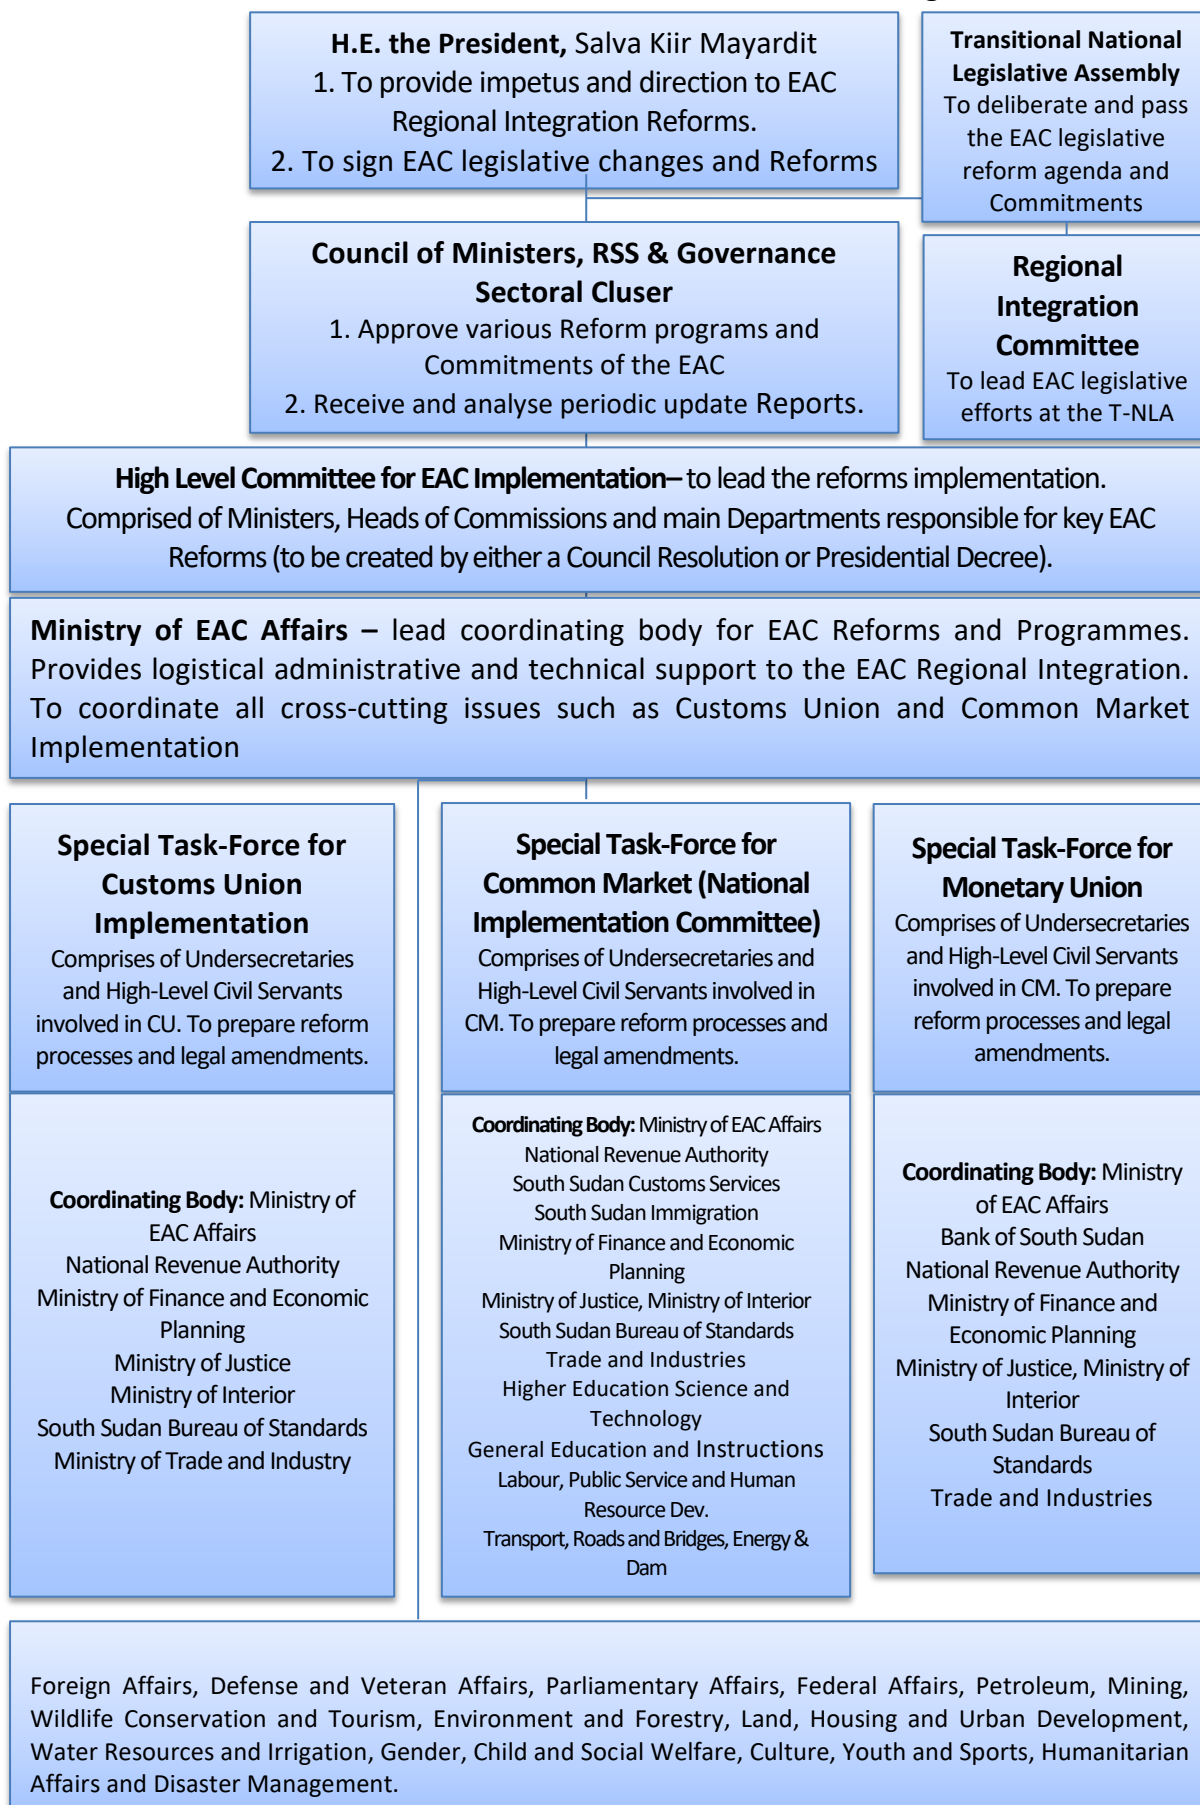 H.E. the President, Salva Kiir Mayardit
1. To provide impetus and direction to EAC
Regional Integration Reforms.
2. To sign EAC legislative changes and Reforms
Transitional National
Legislative Assembly
To deliberate and pass
the EAC legislative
reform agenda and
Commitments
Council of Ministers, RSS & Governance
Sectoral Cluser
1. Approve various Reform programs and
Commitments of the EAC
2. Receive and analyse periodic update Reports.
Regional
Integration
Committee
To lead EAC legislative
efforts at the T-NLA
High Level Committee for EAC Implementation– to lead the reforms implementation.
Comprised of Ministers, Heads of Commissions and main Departments responsible for key EAC
Reforms (to be created by either a Council Resolution or Presidential Decree).
Ministry of EAC Affairs – lead coordinating body for EAC Reforms and Programmes.
Provides logistical administrative and technical support to the EAC Regional Integration.
To coordinate all cross-cutting issues such as Customs Union and Common Market
Implementation
Special Task-Force for
Customs Union
Implementation
Comprises of Undersecretaries
and High-Level Civil Servants
involved in CU. To prepare reform
processes and legal amendments.
Coordinating Body: Ministry of
EAC Affairs
National Revenue Authority
Ministry of Finance and Economic
Planning
Ministry of Justice
Ministry of Interior
South Sudan Bureau of Standards
Ministry of Trade and Industry
Special Task-Force for
Common Market (National
Implementation Committee)
Comprises of Undersecretaries and
High-Level Civil Servants involved in
CM. To prepare reform processes and
legal amendments.
Coordinating Body: Ministry of EAC Affairs
National Revenue Authority
South Sudan Customs Services
South Sudan Immigration
Ministry of Finance and Economic
Planning
Ministry of Justice, Ministry of Interior
South Sudan Bureau of Standards
Trade and Industries
Higher Education Science and
Technology
General Education and Instructions
Labour, Public Service and Human
Resource Dev.
Transport, Roads and Bridges, Energy &
Dam
Special Task-Force for
Monetary Union
Comprises of Undersecretaries
and High-Level Civil Servants
involved in CM. To prepare
reform processes and legal
amendments.
Coordinating Body: Ministry
of EAC Affairs
Bank of South Sudan
National Revenue Authority
Ministry of Finance and
Economic Planning
Ministry of Justice, Ministry of
Interior
South Sudan Bureau of
Standards
Trade and Industries
Foreign Affairs, Defense and Veteran Affairs, Parliamentary Affairs, Federal Affairs, Petroleum, Mining,
Wildlife Conservation and Tourism, Environment and Forestry, Land, Housing and Urban Development,
Water Resources and Irrigation, Gender, Child and Social Welfare, Culture, Youth and Sports, Humanitarian
Affairs and Disaster Management.